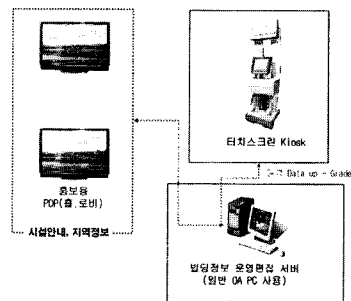 홍보용
PDP(홀,로비)
시설안내, 지역정보
터치스크린 Kiosk
Data up - Grade
빌딩정보 운영편집 서버
(일반 OA PC 사용)